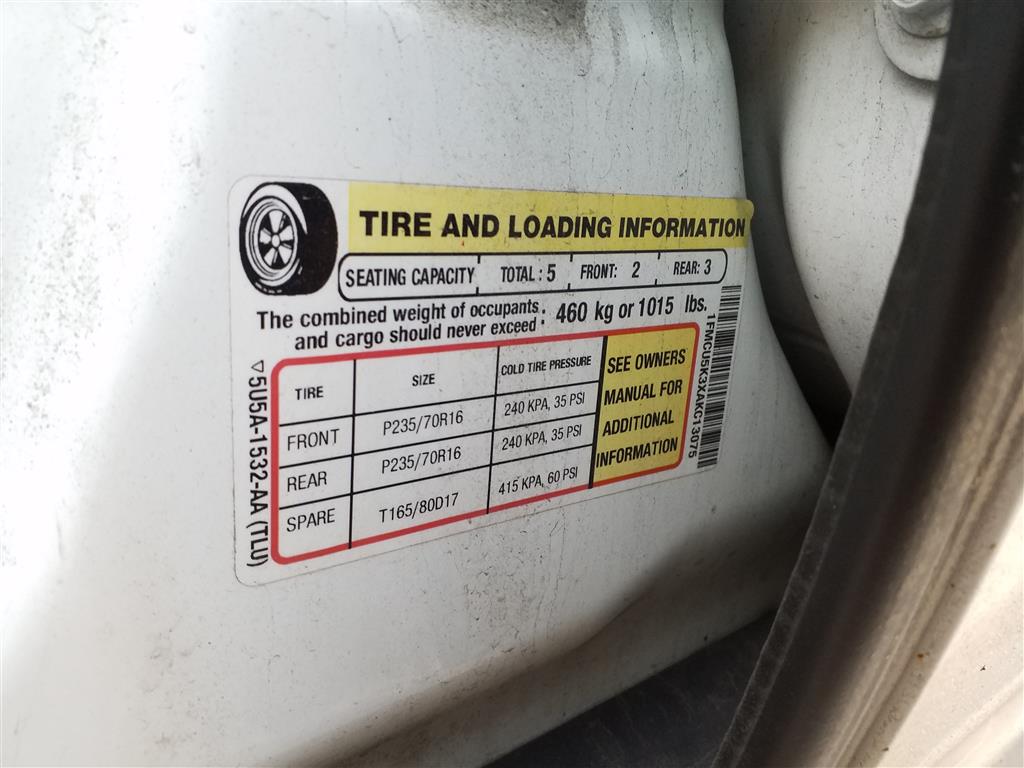 TIRE AND LOADING INFORMATION
SEATING CAPACITY TOTAL : 5 FRONT: 2 REAR: 3
The combined weight of occupants
and cargo should never exceed : 460 kg or 1015 lbs.
TIRE SIZE COLD TIRE PRESSURE
FRONT P235/70R16 240 KPA, 35 PSI
REAR P235/70R16 240 KPA, 35 PSI
SPARE T165/80D17 415 KPA, 60 PSI
SEE OWNERS
MANUAL FOR
ADDITIONAL
INFORMATION
5U5A-1532-AA (TLU)
1FMCU5K3XAKC13075